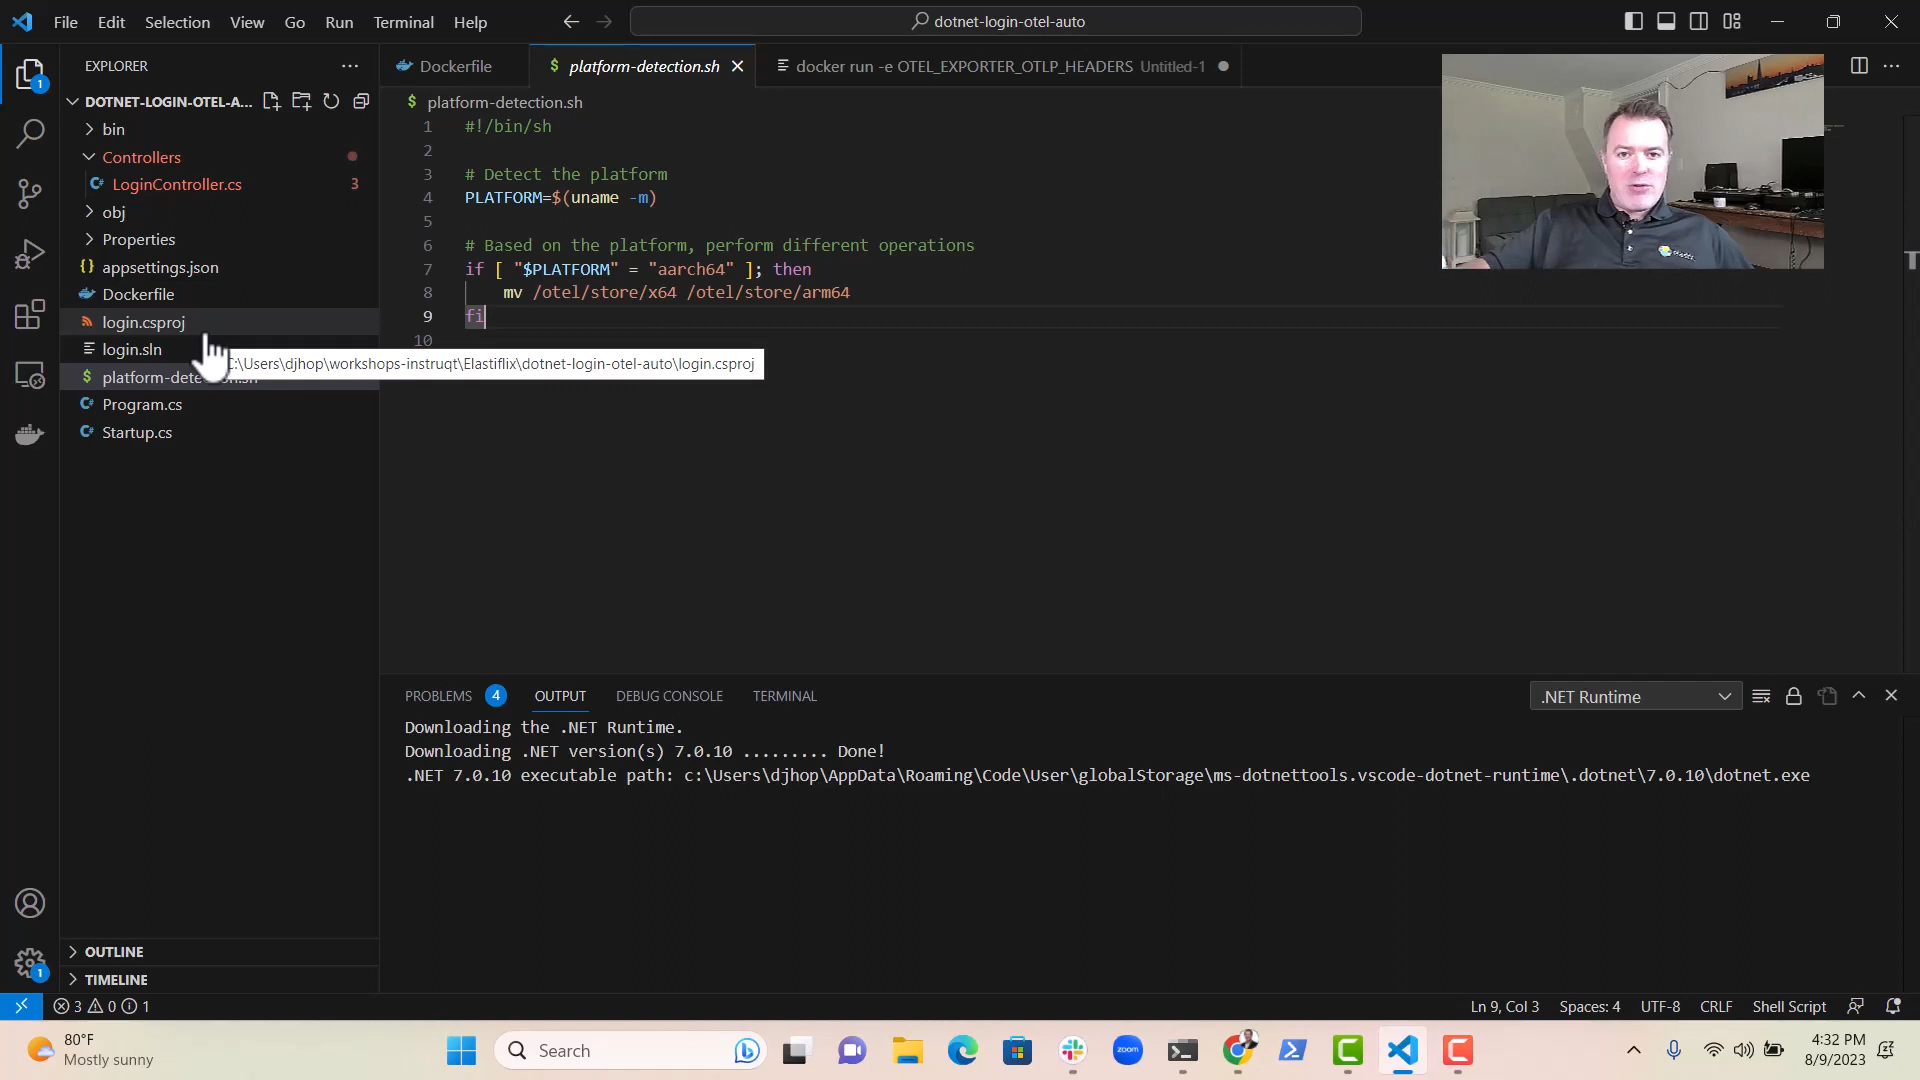 File Edit Selection View Go Run Terminal Help
dotnet-login-otel-auto
EXPLORER
Dockerfile
platform-detection.sh
docker run -e OTEL_EXPORTER_OTLP_HEADERS Untitled-1
DOTNET-LOGIN-OTEL-A...
bin
Controllers
LoginController.cs 3
obj
Properties
appsettings.json
Dockerfile
login.csproj
login.sln
platform-dete
Program.cs
Startup.cs
C:\Users\djhop\workshops-instruqt\Elastiflix\dotnet-login-otel-auto\login.csproj
platform-detection.sh
1 #!/bin/sh
2
3 # Detect the platform
4 PLATFORM=$(uname -m)
5
6 # Based on the platform, perform different operations
7 if [ "$PLATFORM" = "aarch64" ]; then
8 mv /otel/store/x64 /otel/store/arm64
9 fi
10
PROBLEMS 4 OUTPUT DEBUG CONSOLE TERMINAL
.NET Runtime
Downloading the .NET Runtime.
Downloading .NET version(s) 7.0.10 ......... Done!
.NET 7.0.10 executable path: c:\Users\djhop\AppData\Roaming\Code\User\globalStorage\ms-dotnettools.vscode-dotnet-runtime\.dotnet\7.0.10\dotnet.exe
1
OUTLINE
1
TIMELINE
3 0 1
Ln 9, Col 3 Spaces: 4 UTF-8 CRLF Shell Script
80°F
Mostly sunny
Search
zoom
4:32 PM
8/9/2023